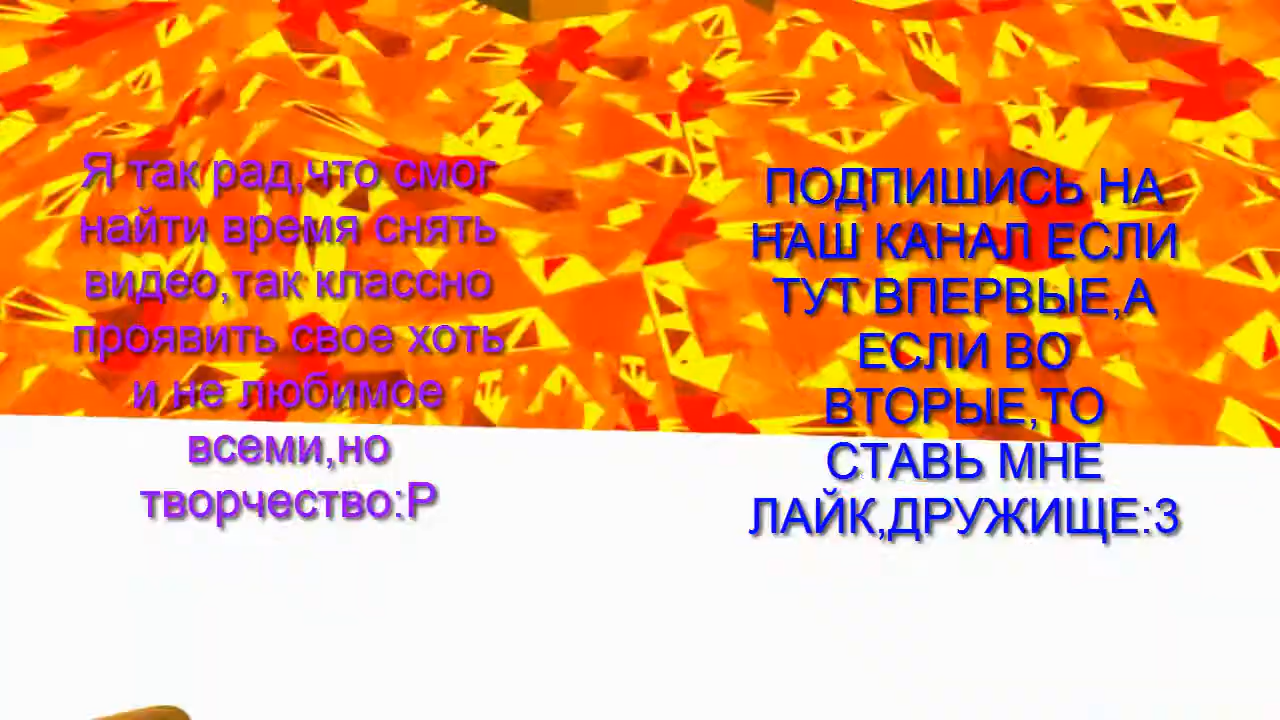 Я так рад,что смог
найти время снять
видео,так классно
проявить свое хоть
и не любимое
всеми,но
творчество:Р
ПОДПИШИСЬ НА
НАШ КАНАЛ ЕСЛИ
ТУТ ВПЕРВЫЕ,А
ЕСЛИ ВО
ВТОРЫЕ,ТО
СТАВЬ МНЕ
ЛАЙК,ДРУЖИЩЕ:3